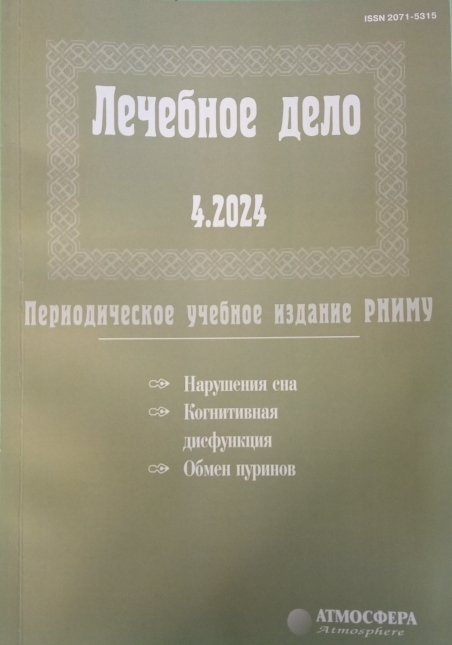 ISSN 2071-5315
Лечебное дело
4.2024
Периодическое учебное издание РНИМУ
Нарушения сна
Когнитивная
дисфункция
Обмен пуринов
АТМОСФЕРА
Atmosphere